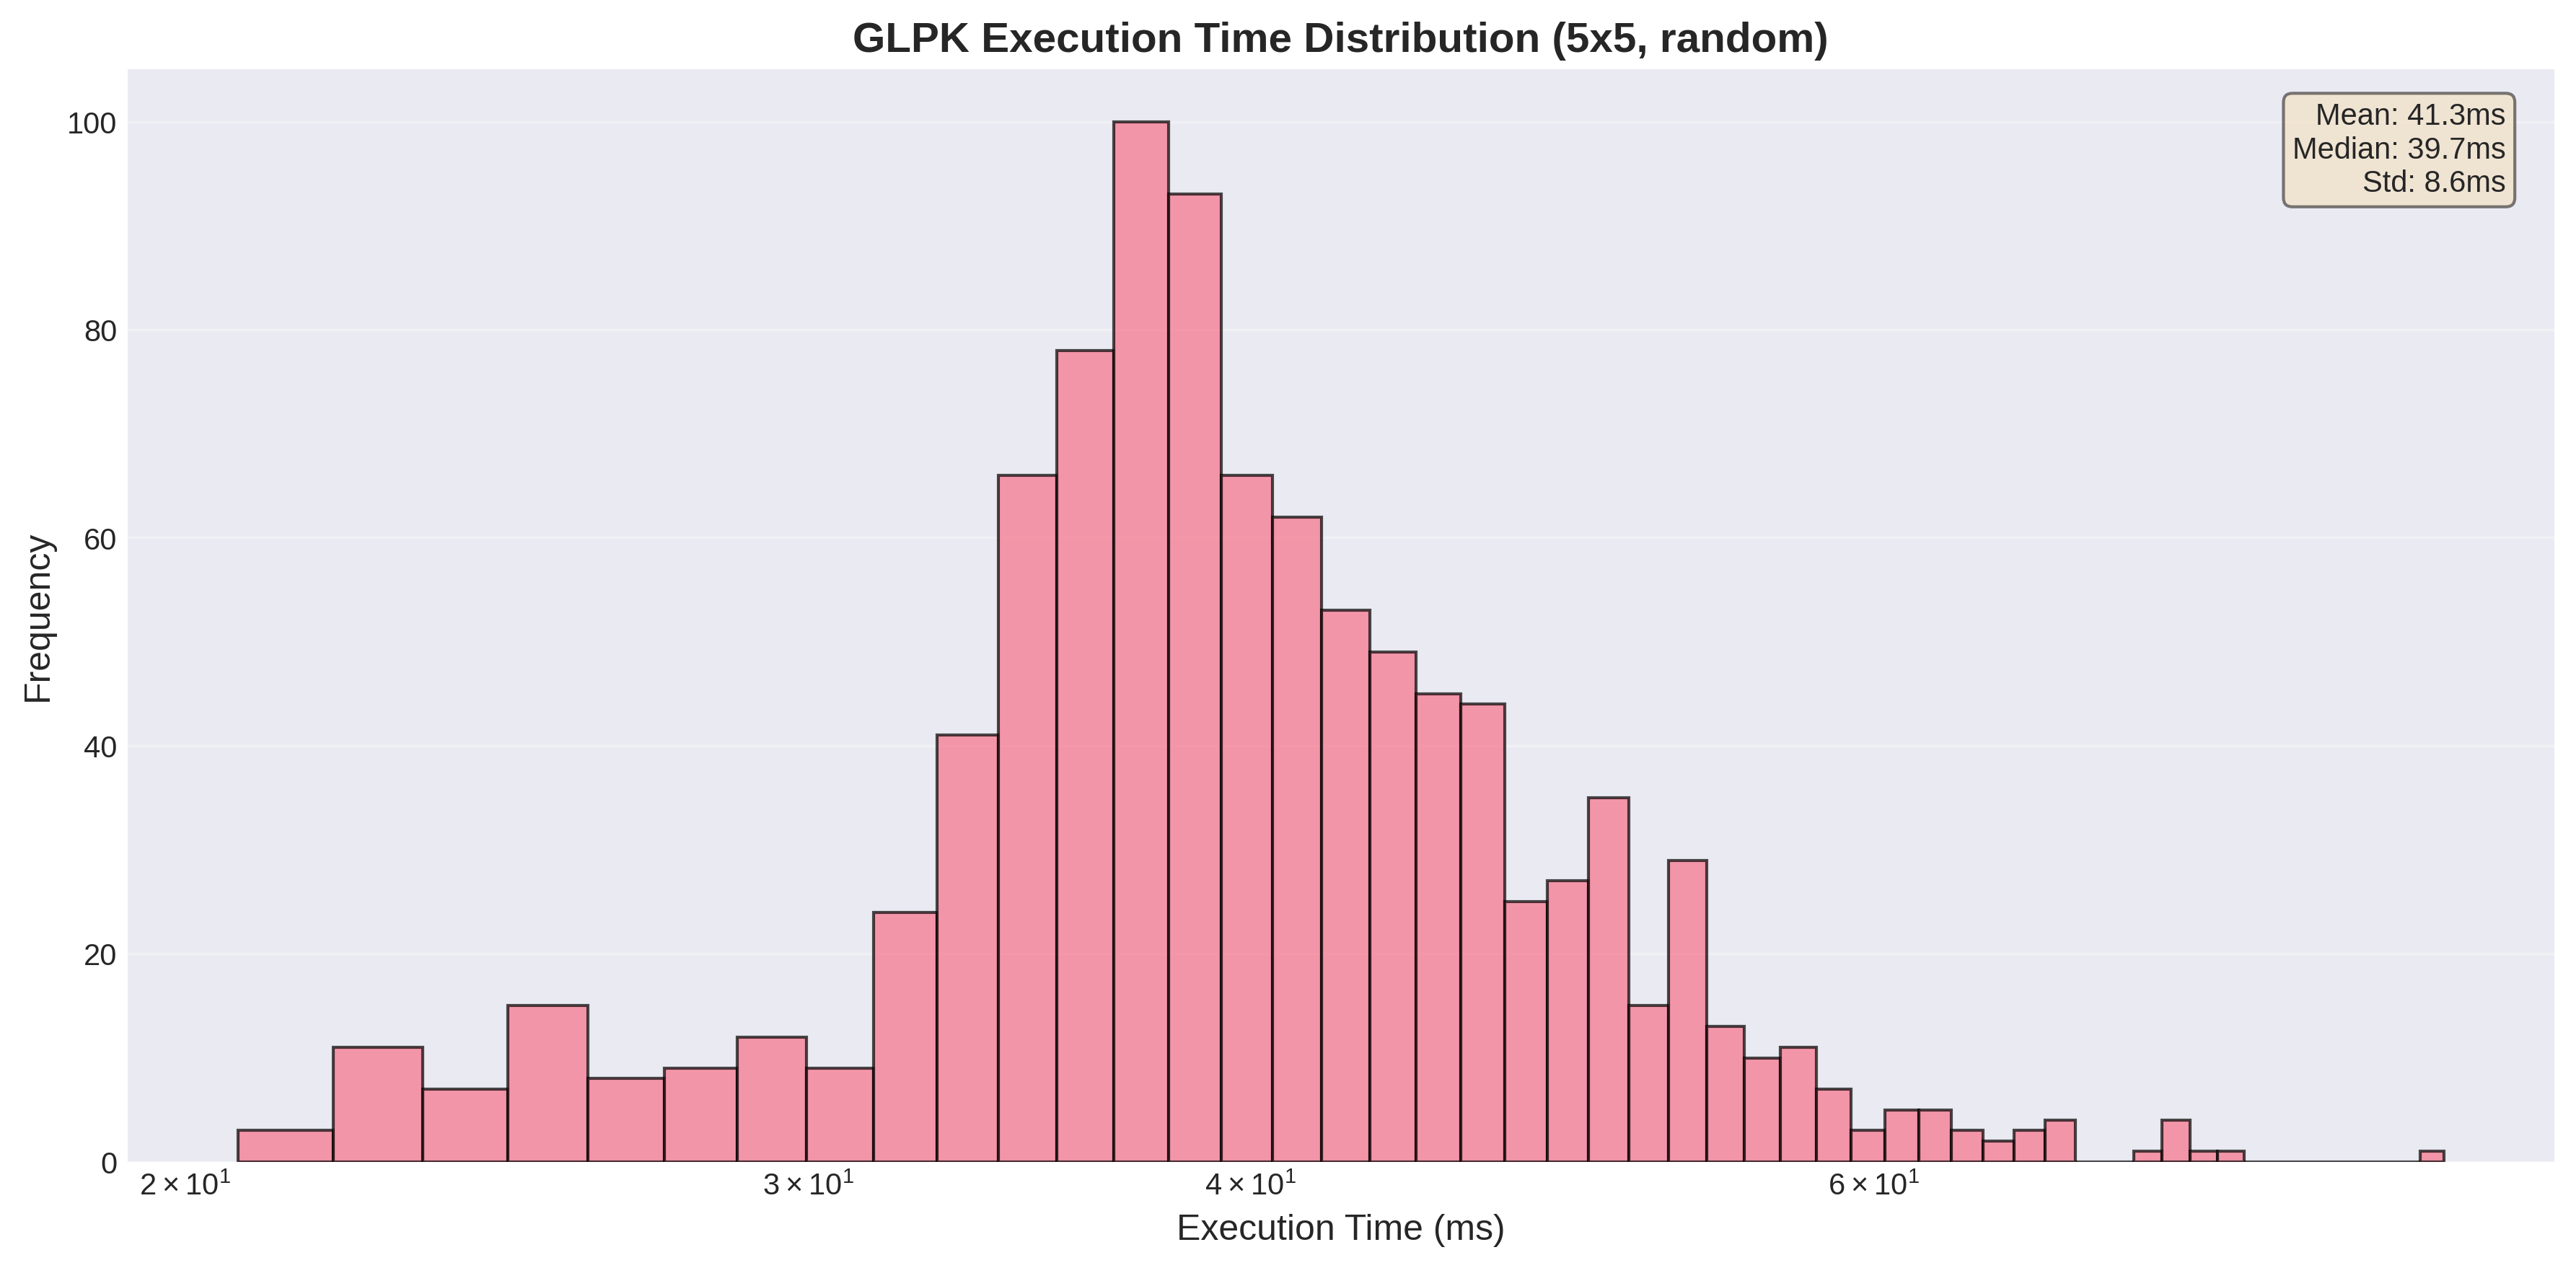 GLPK Execution Time Distribution (5x5, random)
Mean: 41.3ms
Median: 39.7ms
Std: 8.6ms
Frequency
100
80
60
40
20
0
2 × 10¹ 3 × 10¹ 4 × 10¹ 6 × 10¹
Execution Time (ms)